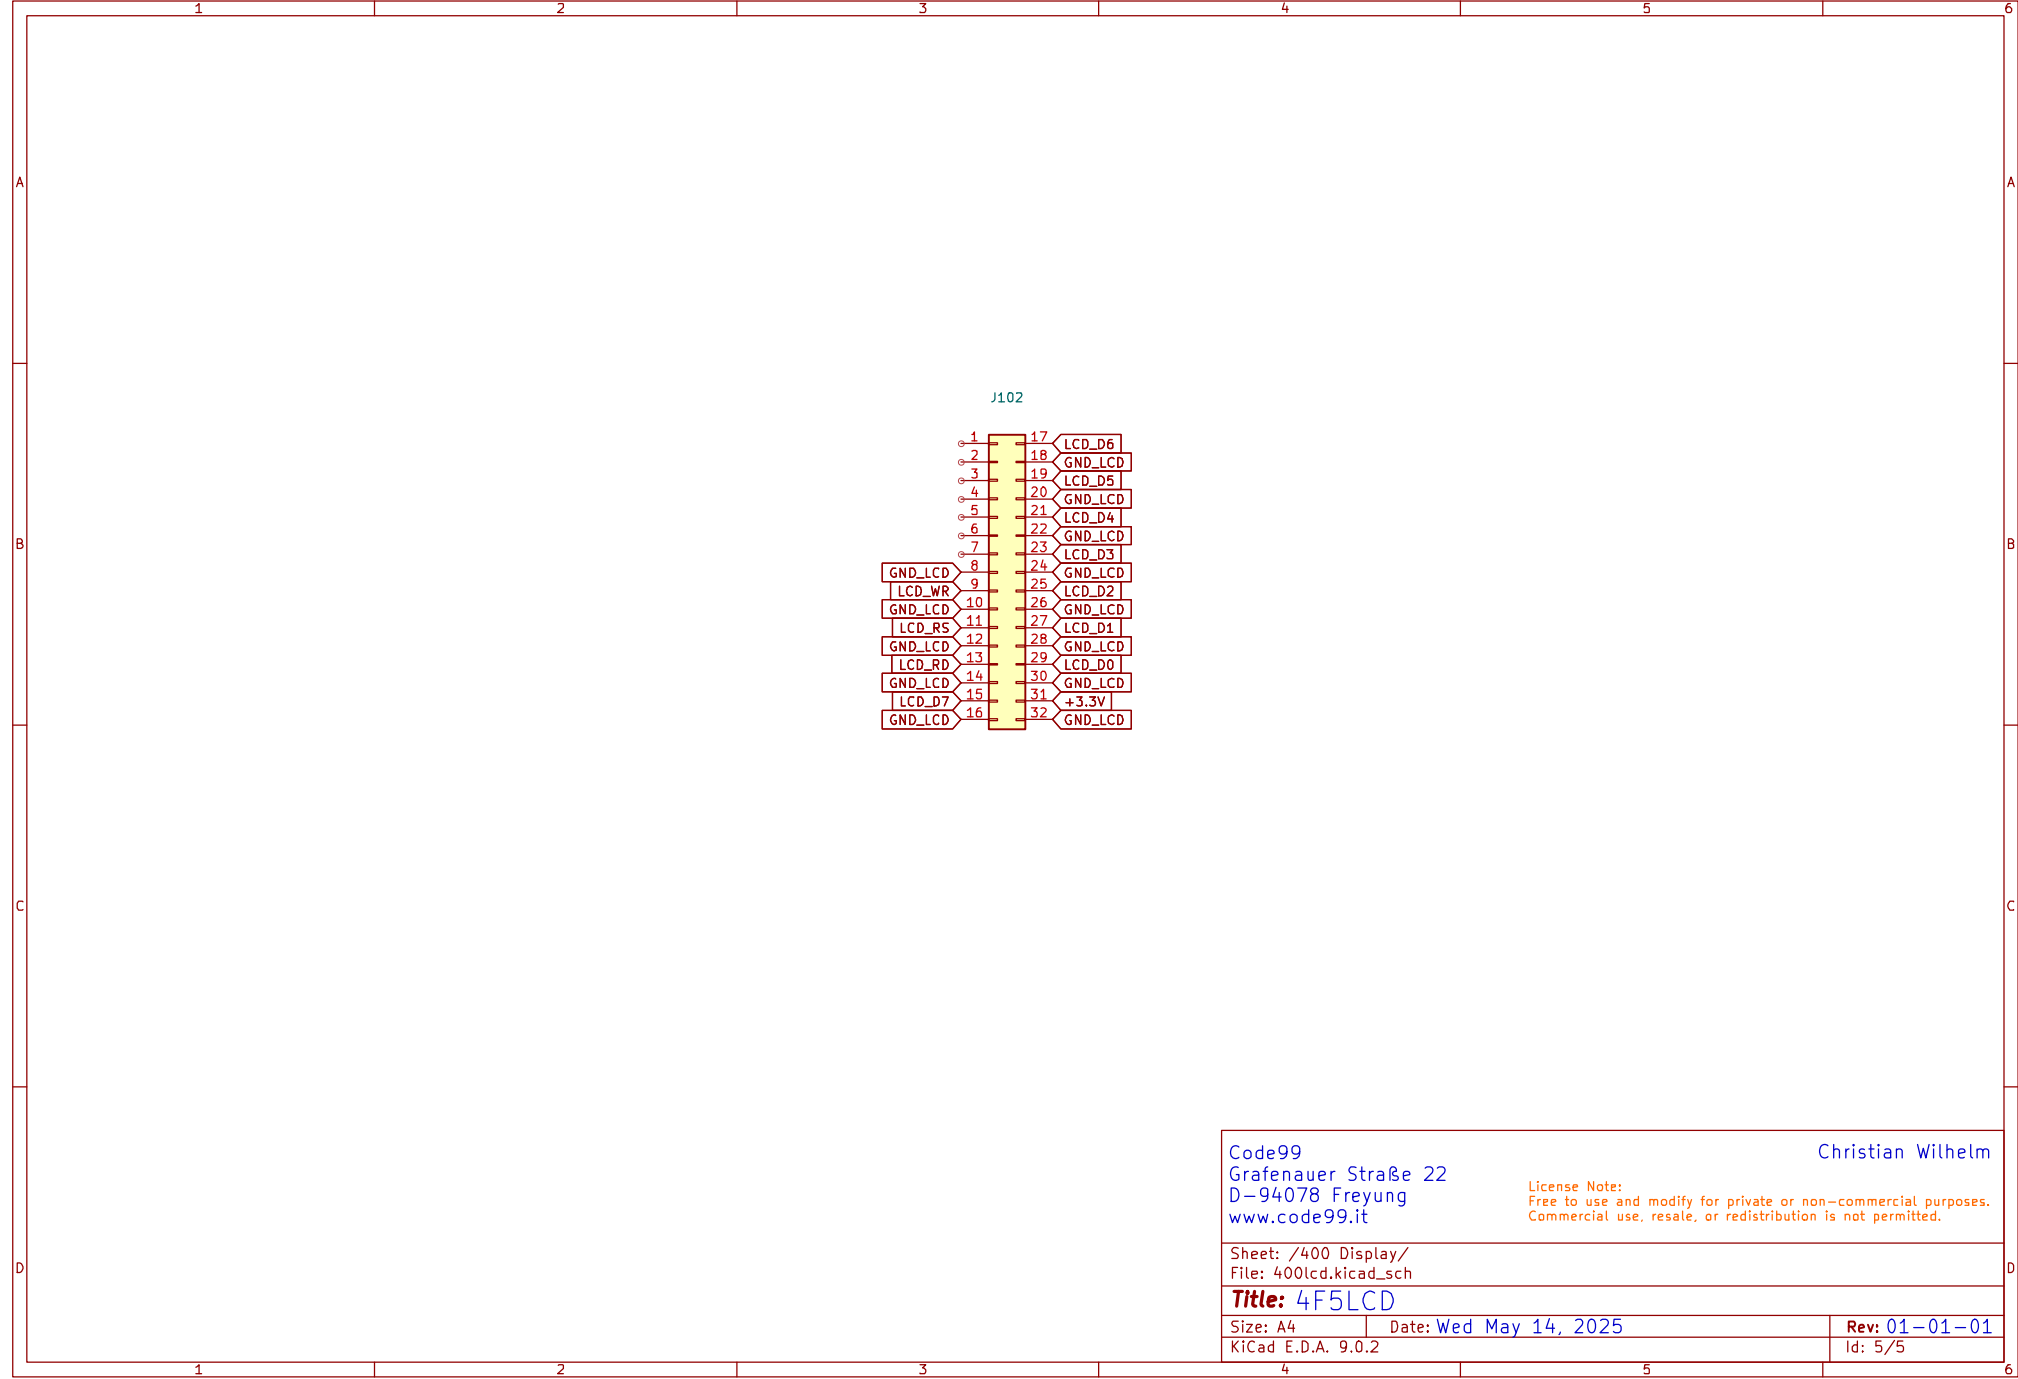 1 2 3 4 5 6
A A
J102
1 17 LCD_D6
2 18 GND_LCD
3 19 LCD_D5
4 20 GND_LCD
5 21 LCD_D4
B 6 22 GND_LCD B
7 23 LCD_D3
GND_LCD 8 24 GND_LCD
LCD_WR 9 25 LCD_D2
GND_LCD 10 26 GND_LCD
LCD_RS 11 27 LCD_D1
GND_LCD 12 28 GND_LCD
LCD_RD 13 29 LCD_D0
GND_LCD 14 30 GND_LCD
LCD_D7 15 31 +3.3V
GND_LCD 16 32 GND_LCD
C C
Code99 Christian Wilhelm
Grafenauer Straße 22
D-94078 Freyung
www.code99.it
License Note:
Free to use and modify for private or non-commercial purposes.
Commercial use, resale, or redistribution is not permitted.
Sheet: /400 Display/
D D
File: 400lcd.kicad_sch
Title: 4F5LCD
Size: A4 Date: Wed May 14, 2025 Rev: 01-01-01
KiCad E.D.A. 9.0.2 Id: 5/5
1 2 3 4 5 6